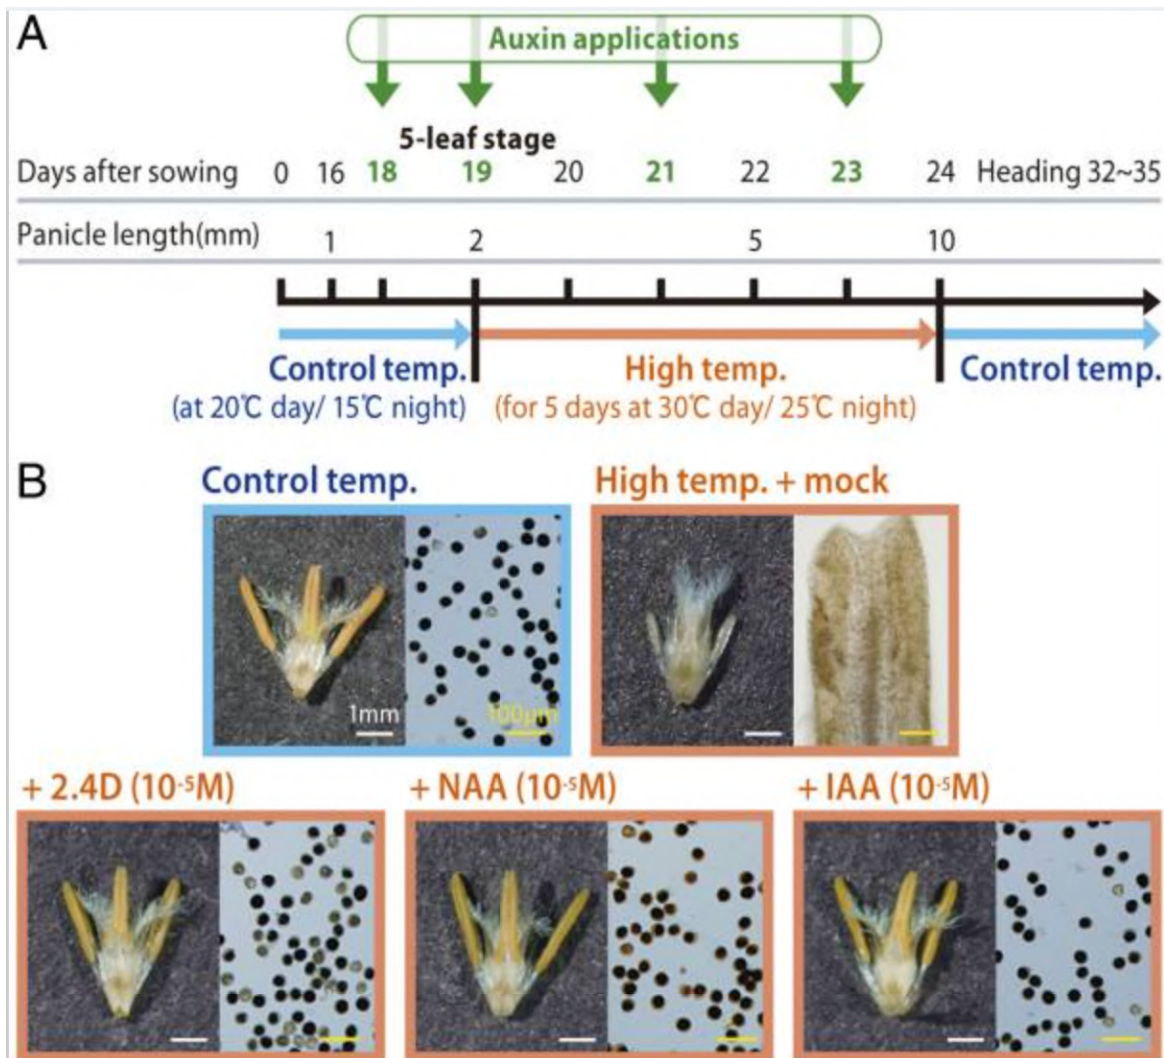 A
Auxin applications
5-leaf stage
Days after sowing 0 16 18 19 20 21 22 23 24 Heading 32~35
Panicle length(mm) 1 2 5 10
Control temp. High temp. Control temp.
(at 20℃ day/ 15℃ night) (for 5 days at 30℃ day/ 25℃ night)
B
Control temp. High temp. + mock
1mm 100μm
+ 2.4D (10-5M) + NAA (10-5M) + IAA (10-5M)